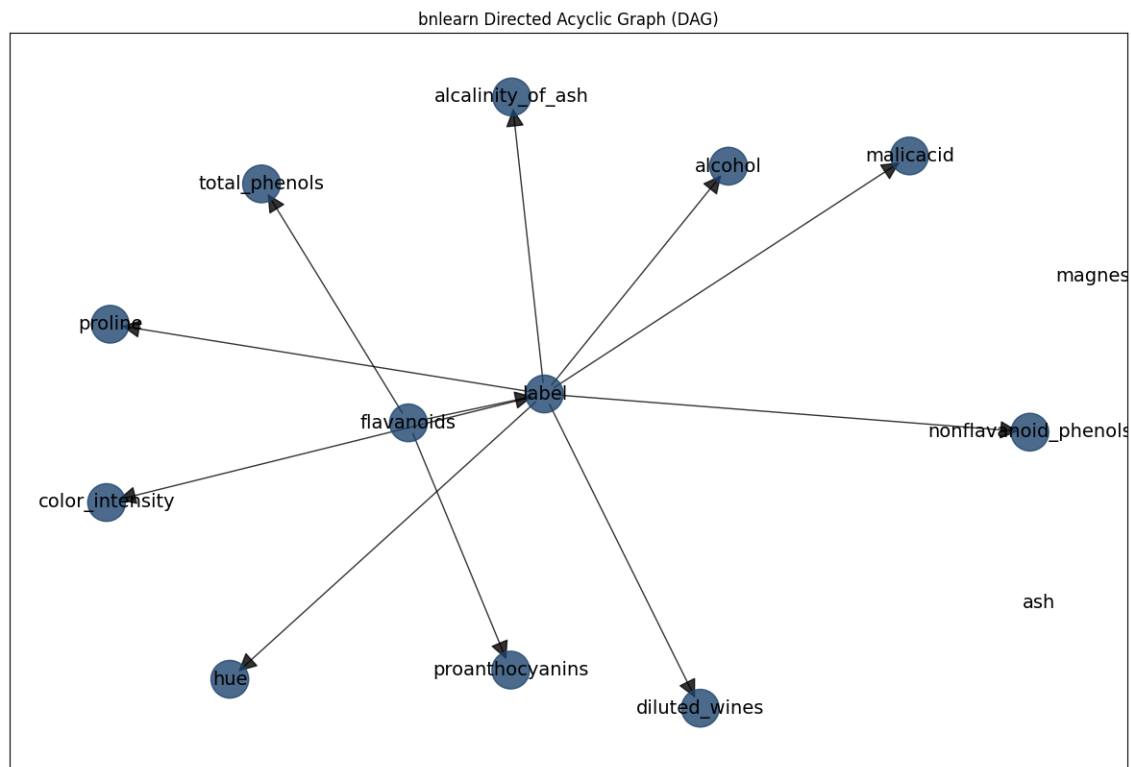 bnlearn Directed Acyclic Graph (DAG)
alcalinity_of_ash
malicacid
alcohol
total_phenols
magnes
proline
label
flavanoids
nonflavanoid_phenols
color_intensity
ash
proanthocyanins
hue
diluted_wines